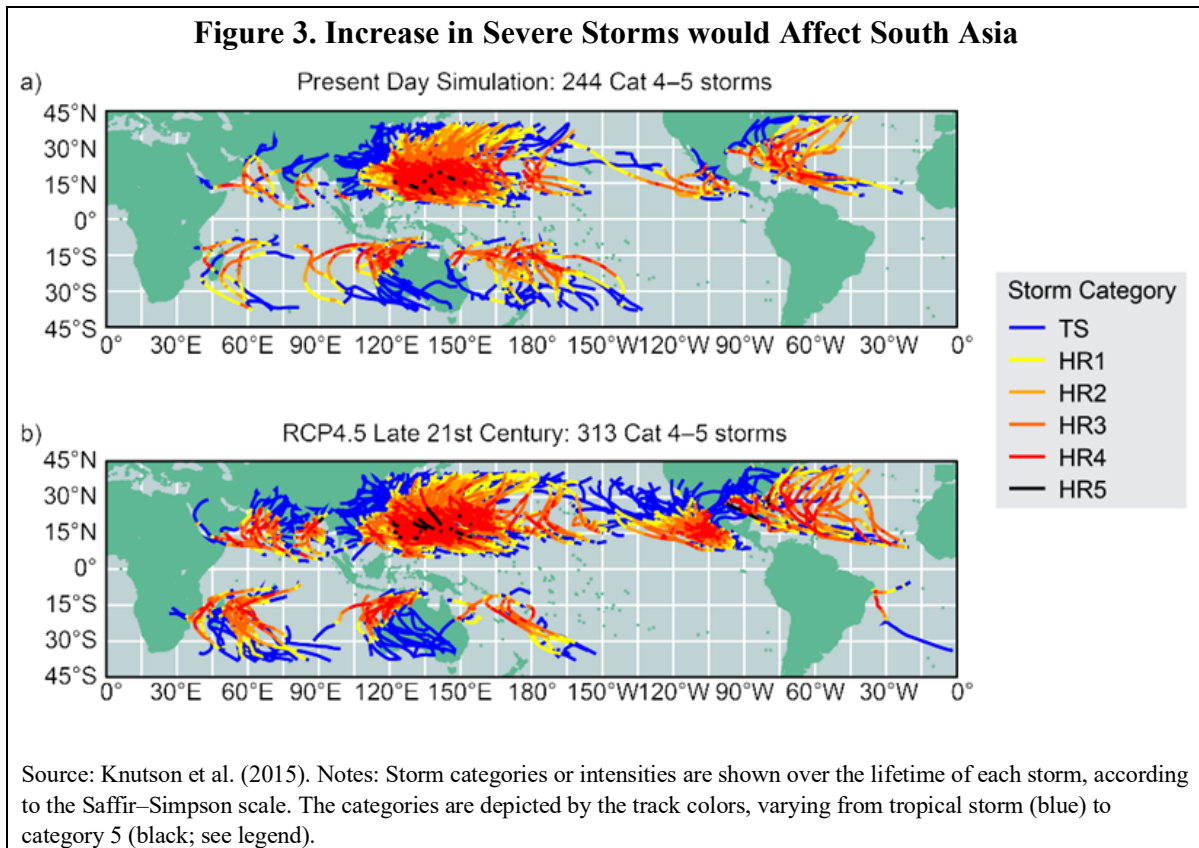 Figure 3. Increase in Severe Storms would Affect South Asia
a)
Present Day Simulation: 244 Cat 4–5 storms
45°N
30°N
15°N
0°
15°S
30°S
45°S
0° 30°E 60°E 90°E 120°E 150°E 180° 150°W 120°W 90°W 60°W 30°W 0°
b)
RCP4.5 Late 21st Century: 313 Cat 4–5 storms
45°N
30°N
15°N
0°
15°S
30°S
45°S
0° 30°E 60°E 90°E 120°E 150°E 180° 150°W 120°W 90°W 60°W 30°W 0°
Storm Category
TS
HR1
HR2
HR3
HR4
HR5
Source: Knutson et al. (2015). Notes: Storm categories or intensities are shown over the lifetime of each storm, according
to the Saffir–Simpson scale. The categories are depicted by the track colors, varying from tropical storm (blue) to
category 5 (black; see legend).